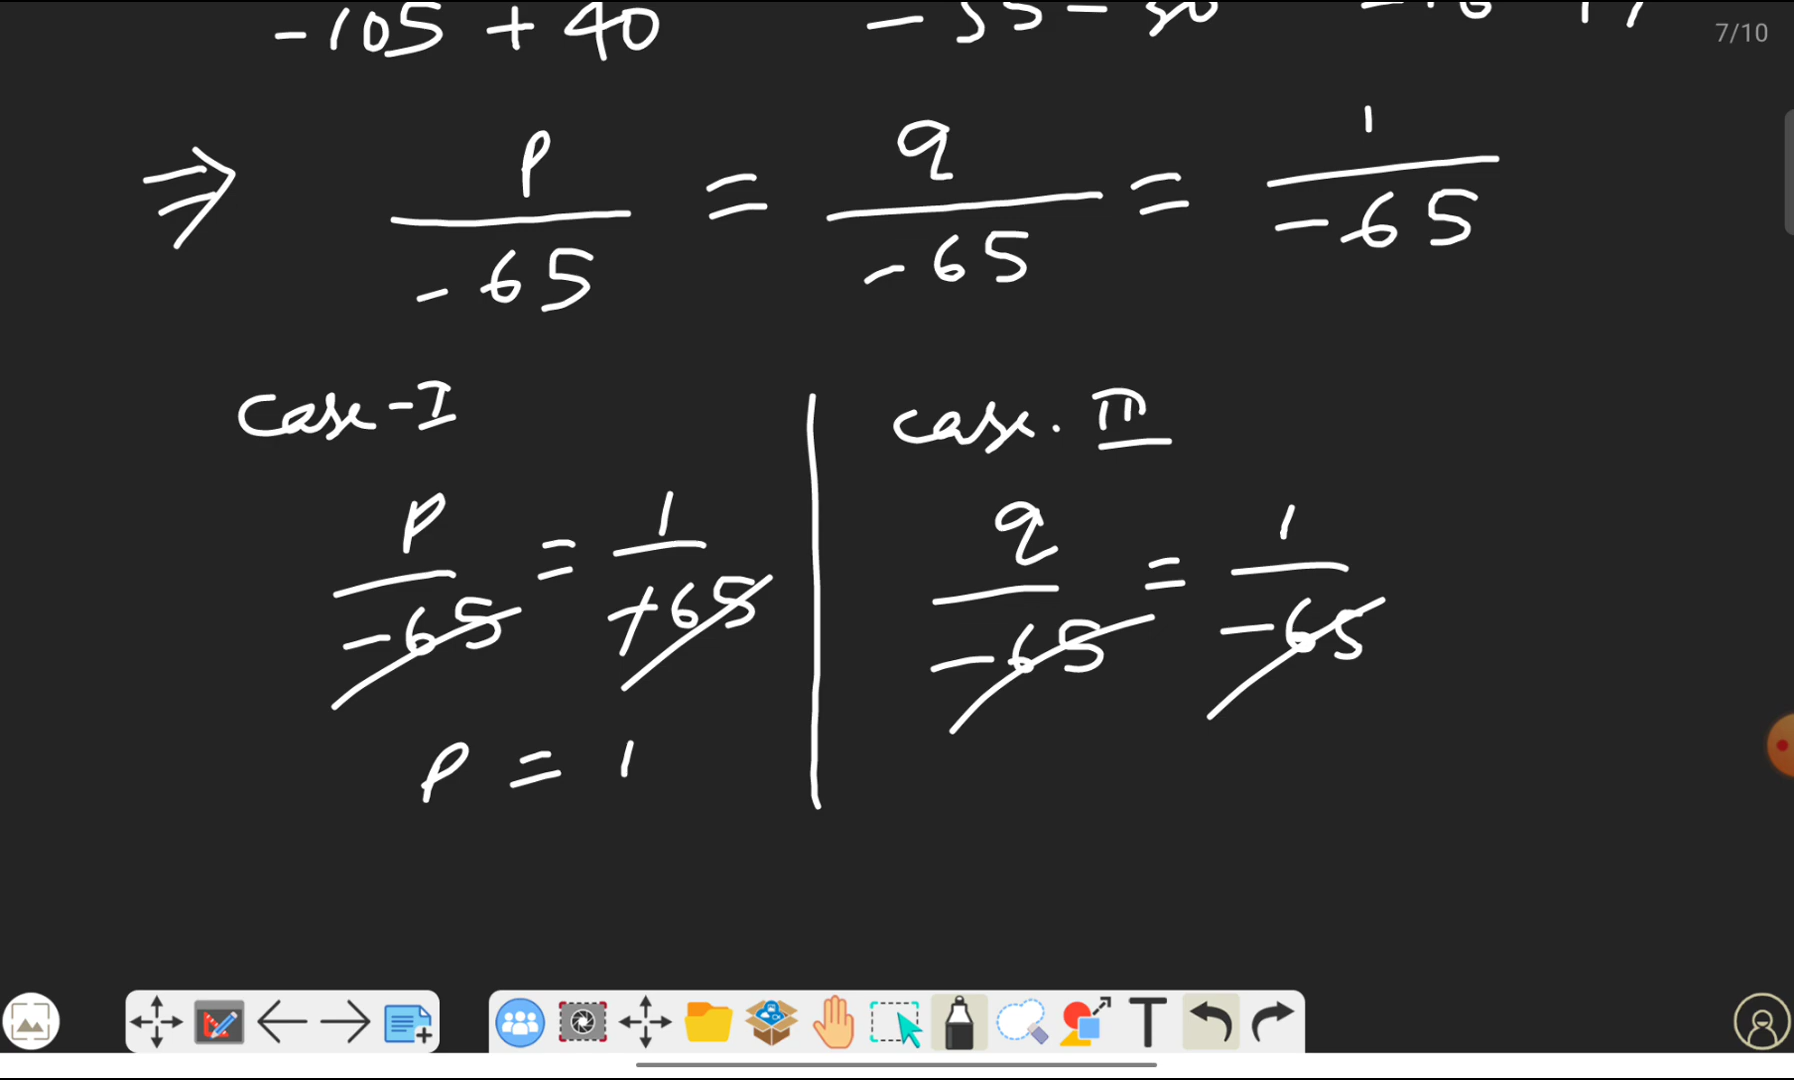 -105 + 40
7/10
⇒ p/-65 = q/-65 = 1/-65
Case-I
Case. II
p/-65 = 1/+65
q/-65 = 1/-65
p = 1
T